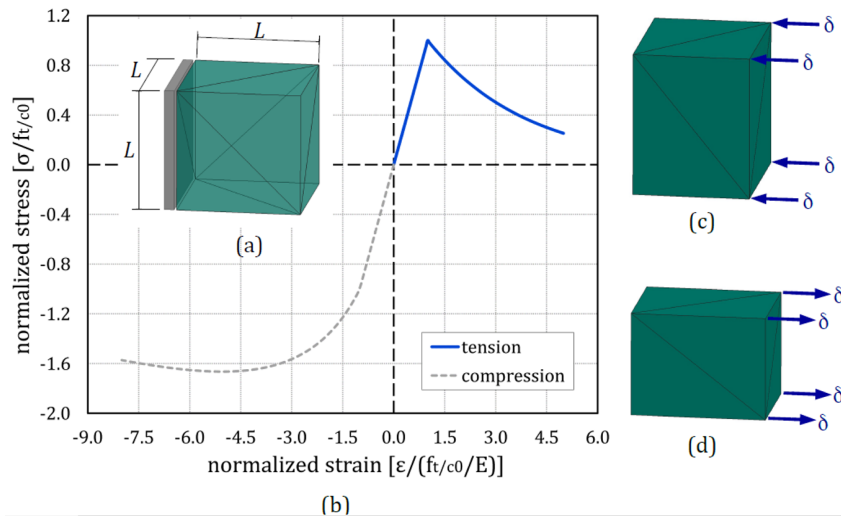 L
L
L
(a)
1.2
0.8
0.4
0.0
-0.4
-0.8
-1.2
-1.6
-2.0
normalized stress [σ/ft/c0]
tension
compression
-9.0 -7.5 -6.0 -4.5 -3.0 -1.5 0.0 1.5 3.0 4.5 6.0
normalized strain [ε/(ft/c0/E)]
(b)
δ
δ
δ
δ
(c)
δ
δ
δ
δ
(d)